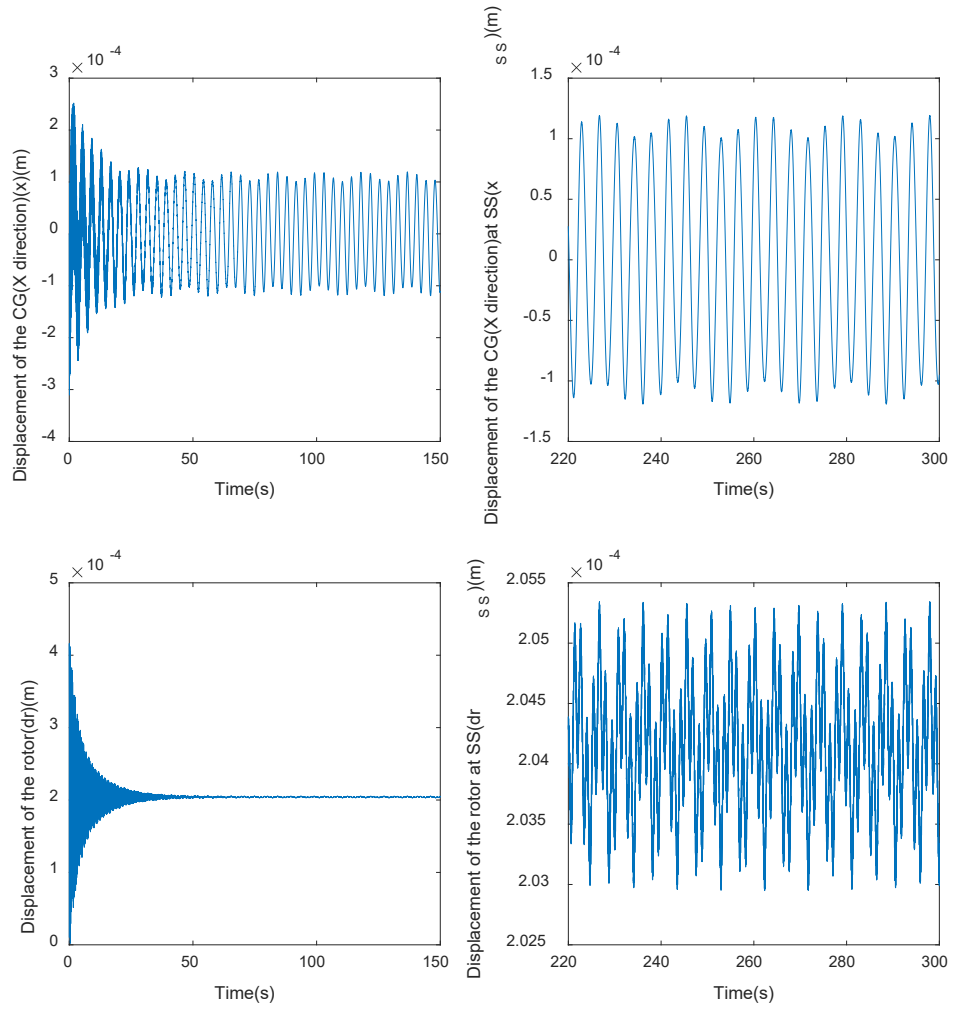 × 10 -4
3
2
1
0
-1
-2
-3
-4
0 50 100 150
Time(s)
Displacement of the CG(X direction)(x)(m)
× 10 -4
1.5
1
0.5
0
-0.5
-1
-1.5
220 240 260 280 300
Time(s)
Displacement of the CG(X direction)at SS(x
s s )(m)
× 10 -4
5
4
3
2
1
0
0 50 100 150
Time(s)
Displacement of the rotor(dr)(m)
× 10 -4
2.055
2.05
2.045
2.04
2.035
2.03
2.025
220 240 260 280 300
Time(s)
Displacement of the rotor at SS(dr
s s )(m)